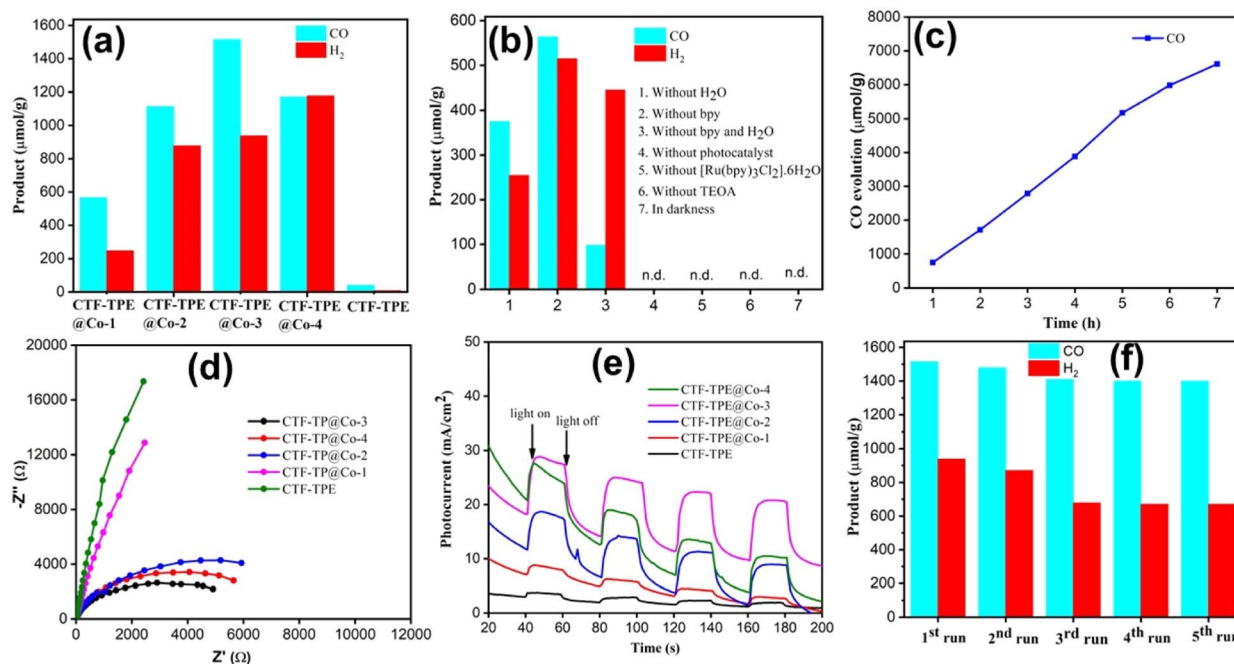 (a)
CO
H₂
Product (μmol/g)
1600
1400
1200
1000
800
600
400
200
0
CTF-TPE CTF-TPE CTF-TPE CTF-TPE CTF-TPE
@Co-1 @Co-2 @Co-3 @Co-4
(b)
CO
H₂
Product (μmol/g)
600
500
400
300
200
100
0
1. Without H₂O
2. Without bpy
3. Without bpy and H₂O
4. Without photocatalyst
5. Without [Ru(bpy)₃Cl₂].6H₂O
6. Without TEOA
7. In darkness
n.d. n.d. n.d. n.d.
1 2 3 4 5 6 7
(c)
CO
CO evolution (μmol/g)
8000
7000
6000
5000
4000
3000
2000
1000
0
1 2 3 4 5 6 7
Time (h)
(d)
-Z'' (Ω)
20000
16000
12000
8000
4000
0
CTF-TP@Co-3
CTF-TP@Co-4
CTF-TP@Co-2
CTF-TP@Co-1
CTF-TPE
0 2000 4000 6000 8000 10000 12000
Z' (Ω)
(e)
Photocurrent (mA/cm²)
50
40
30
20
10
0
light on
light off
CTF-TPE@Co-4
CTF-TPE@Co-3
CTF-TPE@Co-2
CTF-TPE@Co-1
CTF-TPE
20 40 60 80 100 120 140 160 180 200
Time (s)
(f)
CO
H₂
Product (μmol/g)
1600
1400
1200
1000
800
600
400
200
0
1st run 2nd run 3rd run 4th run 5th run